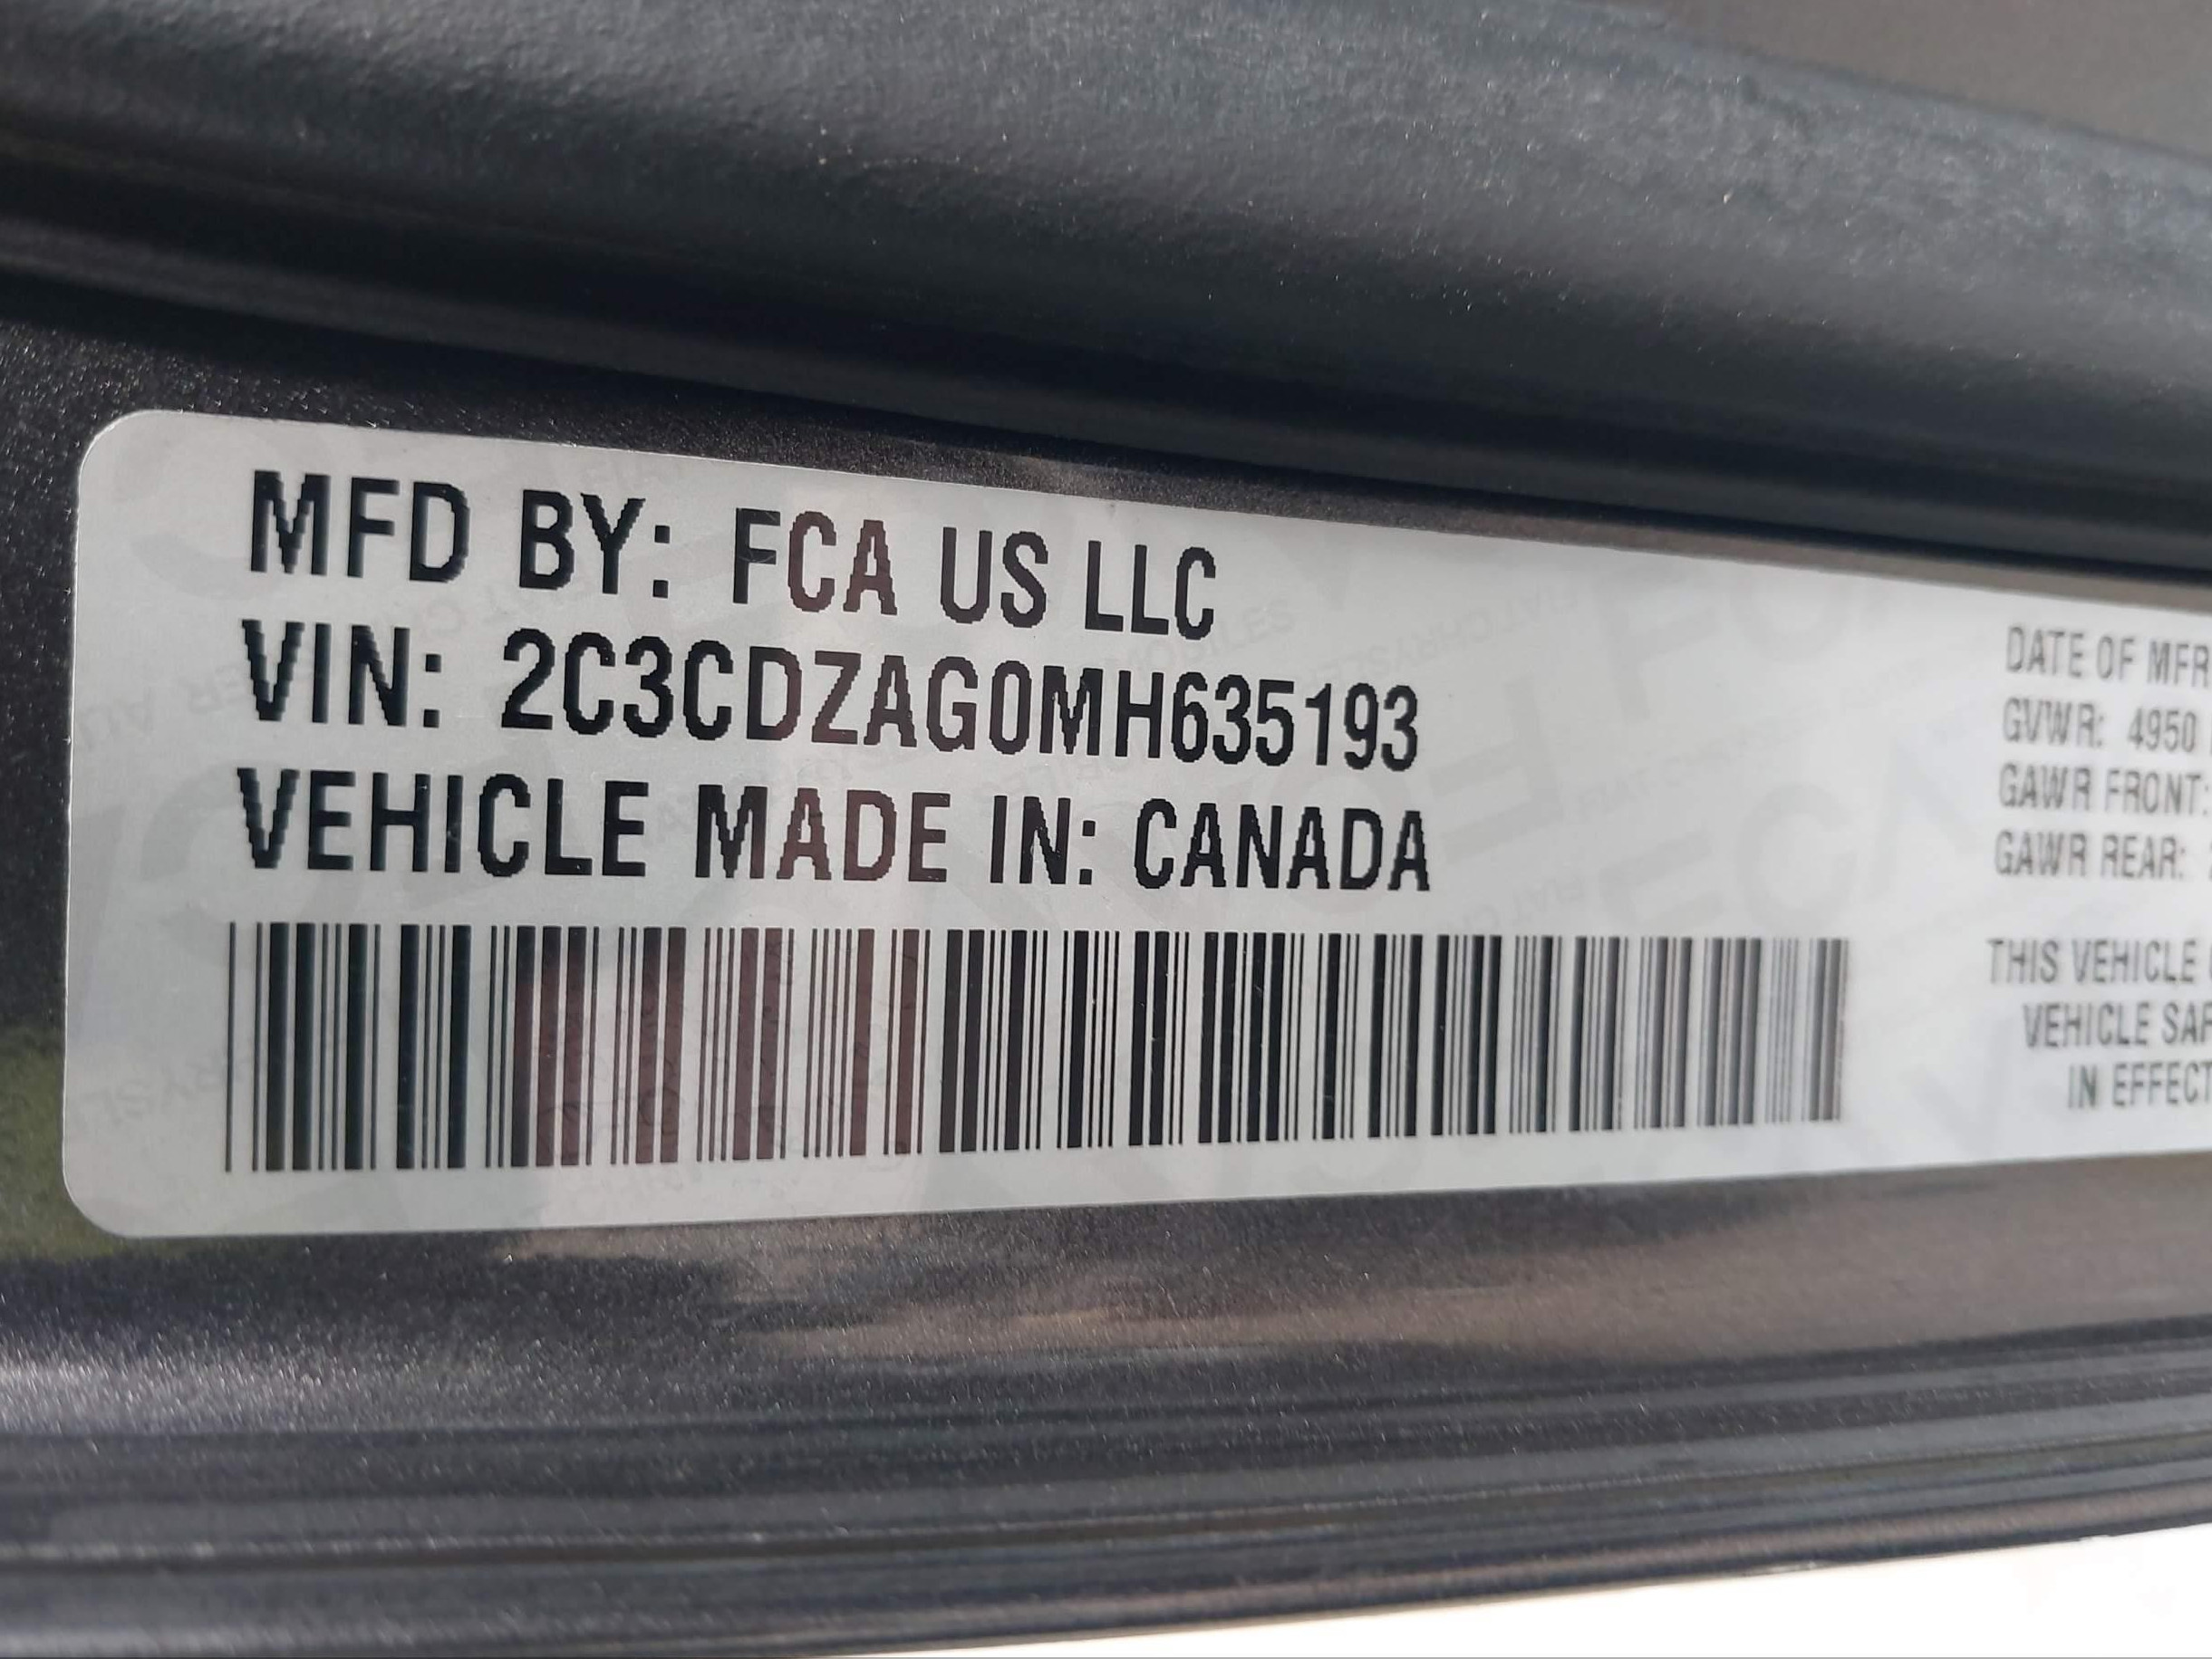 MFD BY: FCA US LLC
VIN: 2C3CDZAG0MH635193
VEHICLE MADE IN: CANADA
DATE OF MFR
GVWR: 4950
GAWR FRONT:
GAWR REAR:
THIS VEHICLE
VEHICLE SAF
IN EFFECT